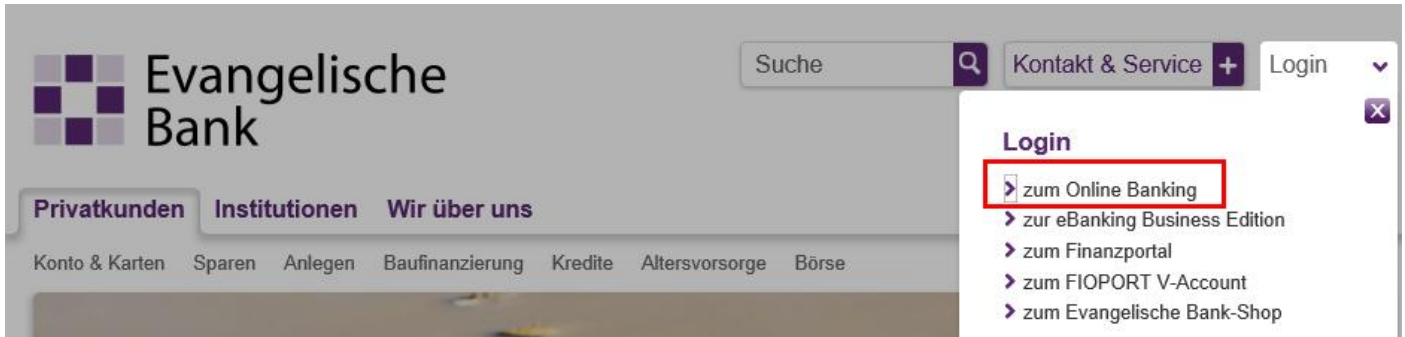 Evangelische
Bank
Suche
Kontakt & Service +
Login
Login
zum Online Banking
zur eBanking Business Edition
zum Finanzportal
zum FIOPORT V-Account
zum Evangelische Bank-Shop
Privatkunden Institutionen Wir über uns
Konto & Karten Sparen Anlegen Baufinanzierung Kredite Altersvorsorge Börse